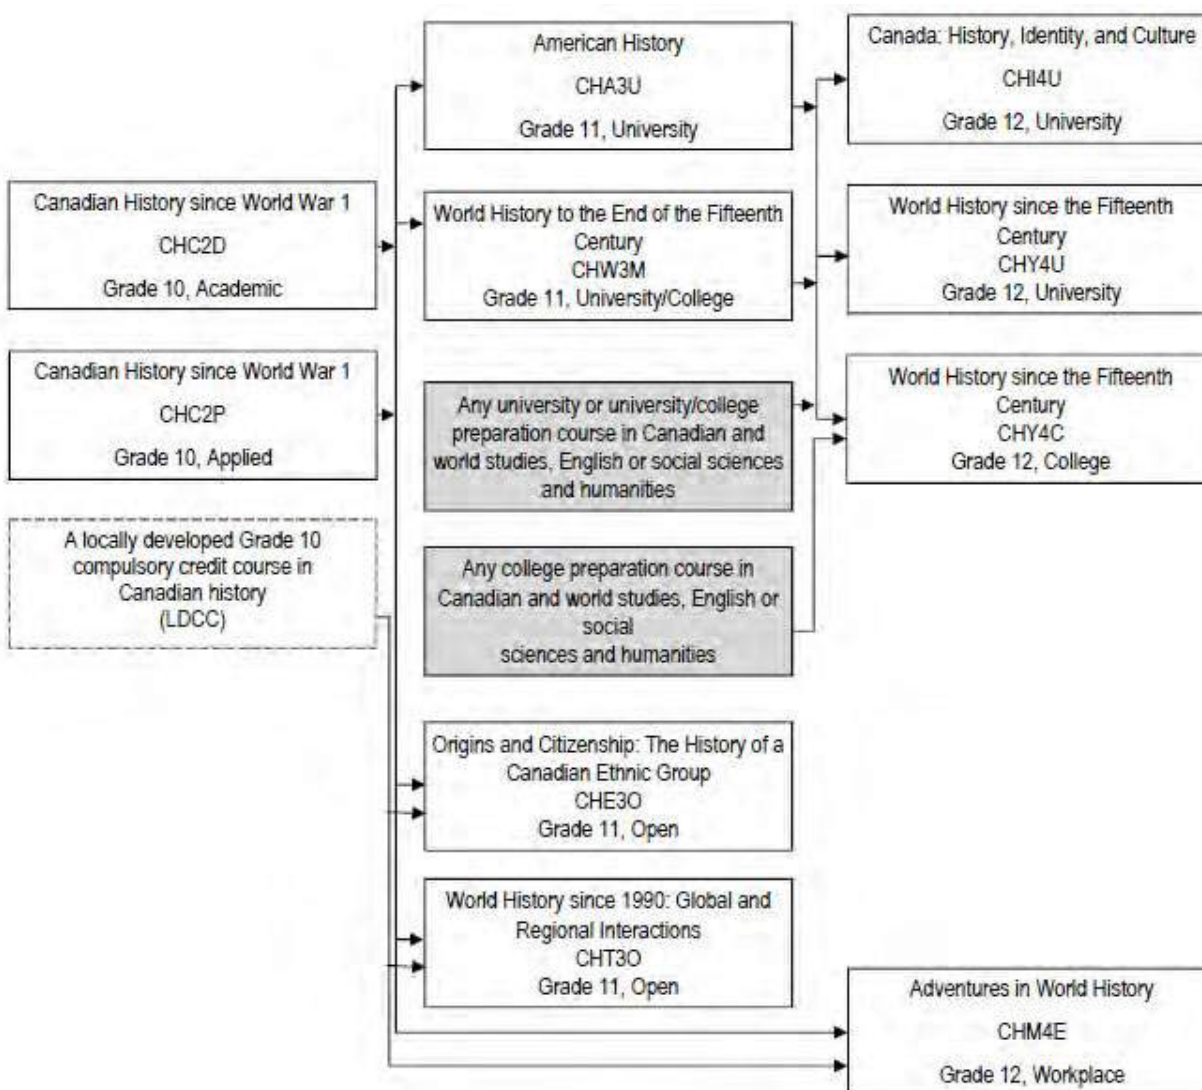 American History
CHA3U
Grade 11, University
Canada: History, Identity, and Culture
CHI4U
Grade 12, University
Canadian History since World War 1
CHC2D
Grade 10, Academic
World History to the End of the Fifteenth
Century
CHW3M
Grade 11, University/College
World History since the Fifteenth
Century
CHY4U
Grade 12, University
Canadian History since World War 1
CHC2P
Grade 10, Applied
Any university or university/college
preparation course in Canadian and
world studies, English or social sciences
and humanities
World History since the Fifteenth
Century
CHY4C
Grade 12, College
A locally developed Grade 10
compulsory credit course in
Canadian history
(LDCC)
Any college preparation course in
Canadian and world studies, English or
social
sciences and humanities
Origins and Citizenship: The History of a
Canadian Ethnic Group
CHE3O
Grade 11, Open
World History since 1990: Global and
Regional Interactions
CHT3O
Grade 11, Open
Adventures in World History
CHM4E
Grade 12, Workplace